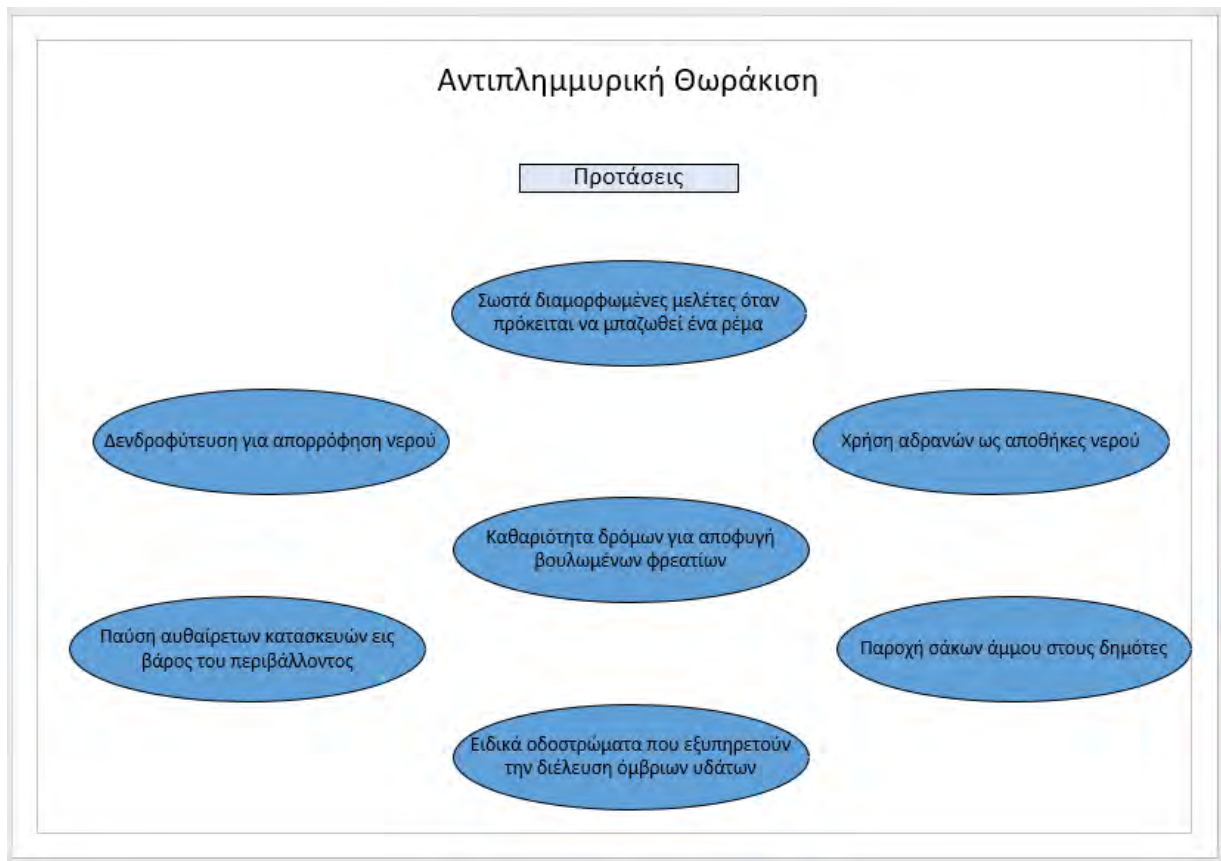 Αντιπλημμυρική Θωράκιση
Προτάσεις
Σωστά διαμορφωμένες μελέτες όταν
πρόκειται να μπαζωθεί ένα ρέμα
Δενδροφύτευση για απορρόφηση νερού
Χρήση αδρανών ως αποθήκες νερού
Καθαριότητα δρόμων για αποφυγή
βουλωμένων φρεατίων
Παύση αυθαίρετων κατασκευών εις
βάρος του περιβάλλοντος
Παροχή σάκων άμμου στους δημότες
Ειδικά οδοστρώματα που εξυπηρετούν
την διέλευση όμβριων υδάτων